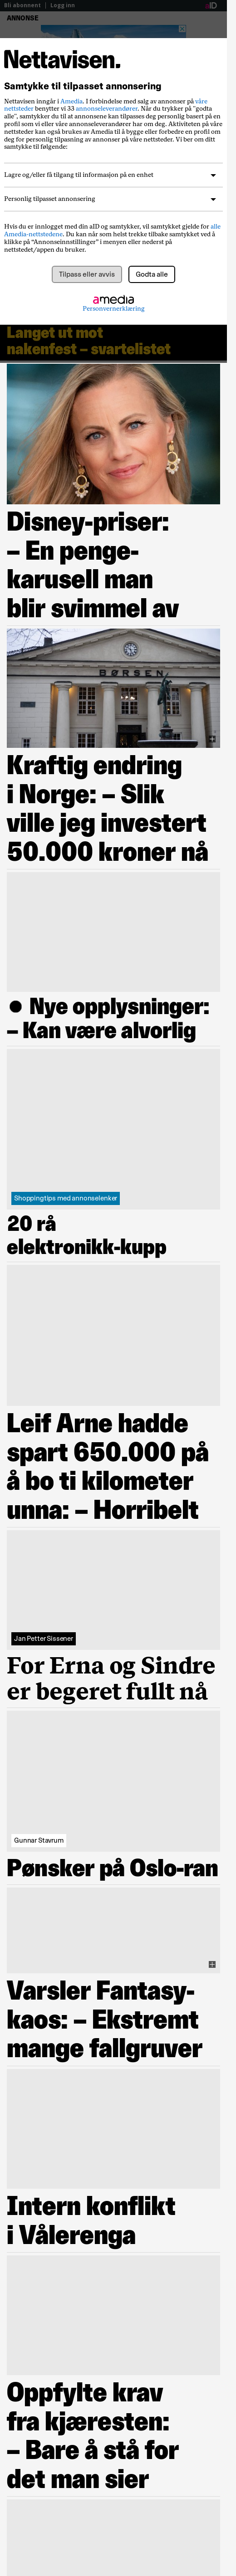 Bli abonnent | Logg inn
aID
ANNONSE
Nettavisen.
Samtykke til tilpasset annonsering
Nettavisen inngår i Amedia. I forbindelse med salg av annonser på våre
nettsteder benytter vi 33 annonseleverandører. Når du trykker på "godta
alle", samtykker du til at annonsene kan tilpasses deg personlig basert på en
profil av deg, eller våre annonseleverandører har om deg. Aktiviteten på våre
nettsteder kan også brukes av Amedia til å bygge eller forbedre en profil om
deg for personlig tilpasning av annonser på våre nettsteder. Vi ber om ditt
samtykke til følgende:
Lagre og/eller få tilgang til informasjon på en enhet
Personlig tilpasset annonsering
Hvis du er innlogget med din aID og samtykker, vil samtykket gjelde for alle
Amedia-nettstedene. Du kan når som helst trekke tilbake samtykket ved å
klikke på “Annonseinnstillinger” i menyen eller nederst på
nettstedet/appen du bruker.
Tilpass eller avvis
Godta alle
amedia
Personvernerklæring
Langet ut mot
nakenfest – svartelistet
Disney-priser:
– En penge-
karusell man
blir svimmel av
BØRSEN
Kraftig endring
i Norge: – Slik
ville jeg investert
50.000 kroner nå
● Nye opplysninger:
– Kan være alvorlig
Shoppingtips med annonselenker
20 rå
elektronikk-kupp
Leif Arne hadde
spart 650.000 på
å bo ti kilometer
unna: – Horribelt
Jan Petter Sissener
For Erna og Sindre
er begeret fullt nå
Gunnar Stavrum
Pønsker på Oslo-ran
Varsler Fantasy-
kaos: – Ekstremt
mange fallgruver
Intern konflikt
i Vålerenga
Oppfylte krav
fra kjæresten:
– Bare å stå for
det man sier